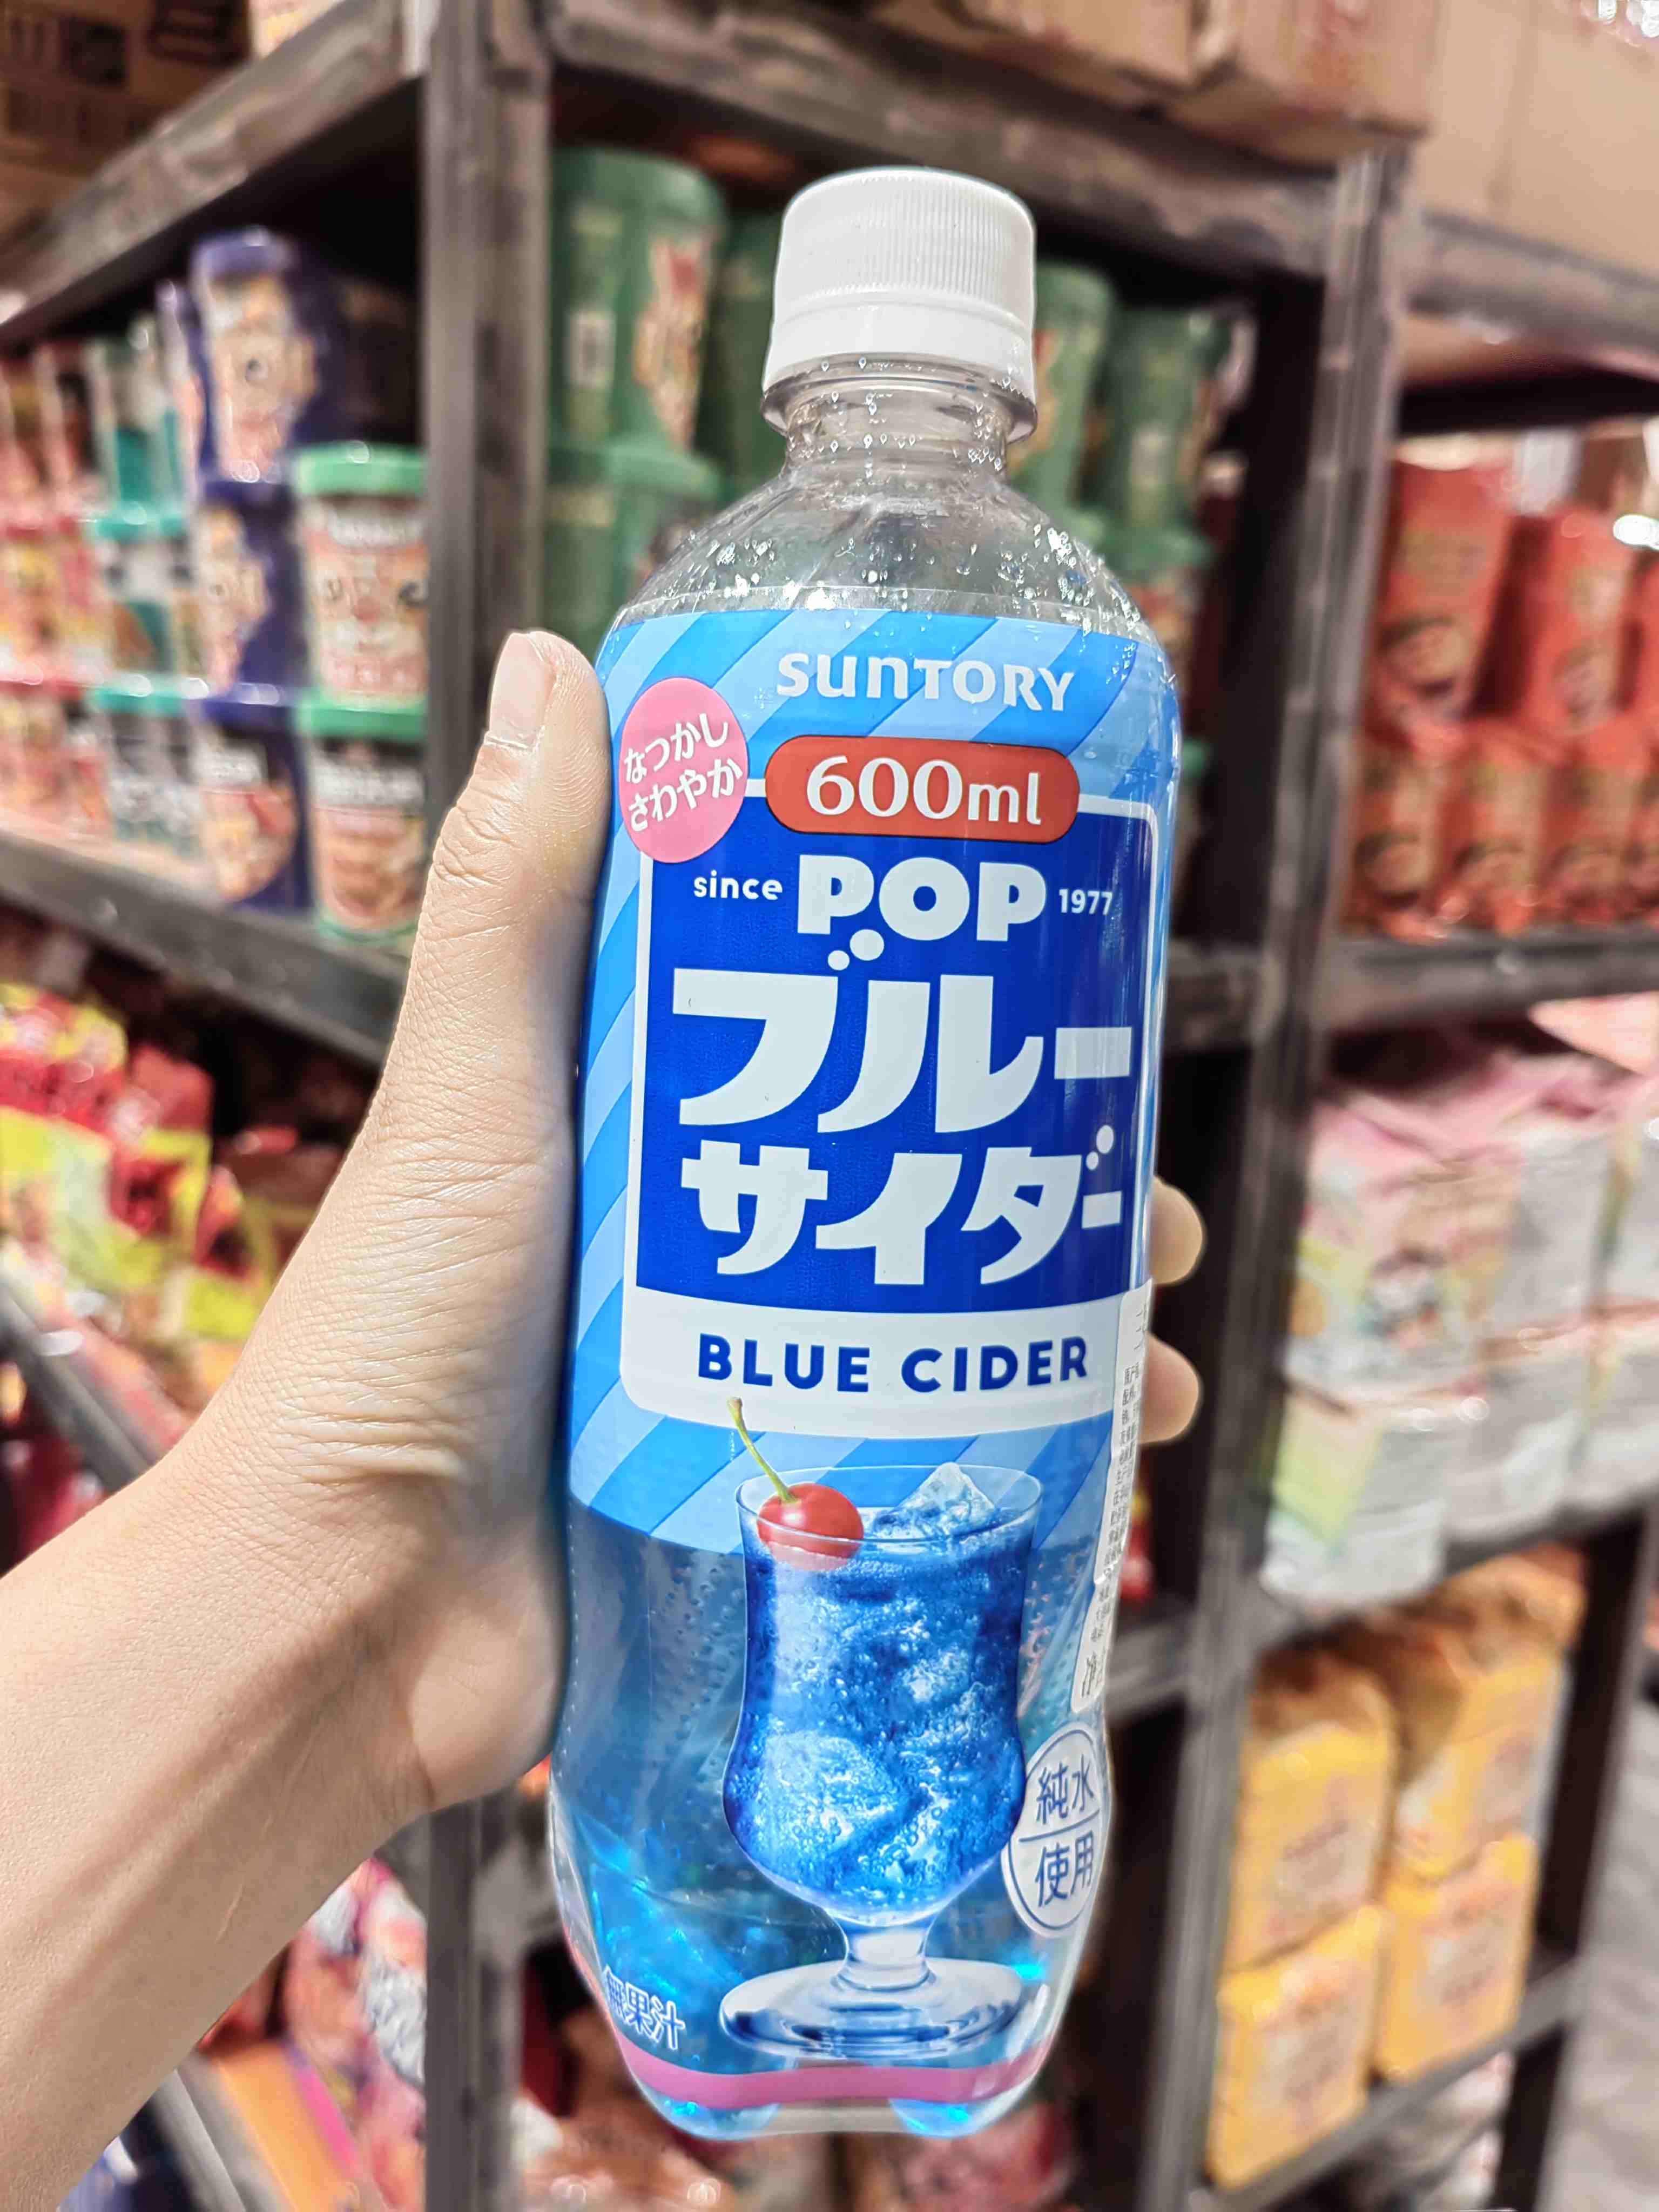 SUNTORY
なつかし
さわやか
600ml
since POP 1977
ブルー
サイダー
BLUE CIDER
純水
使用
無果汁